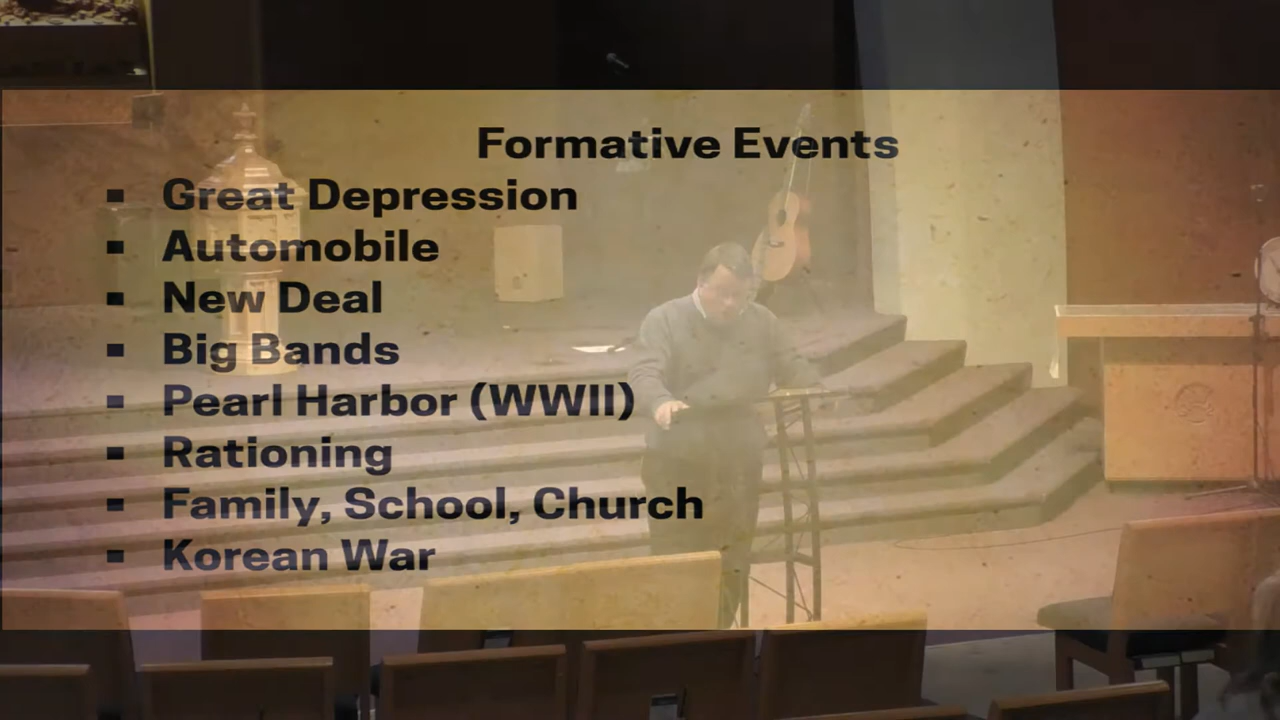 Formative Events
▪ Great Depression
▪ Automobile
▪ New Deal
▪ Big Bands
▪ Pearl Harbor (WWII)
▪ Rationing
▪ Family, School, Church
▪ Korean War